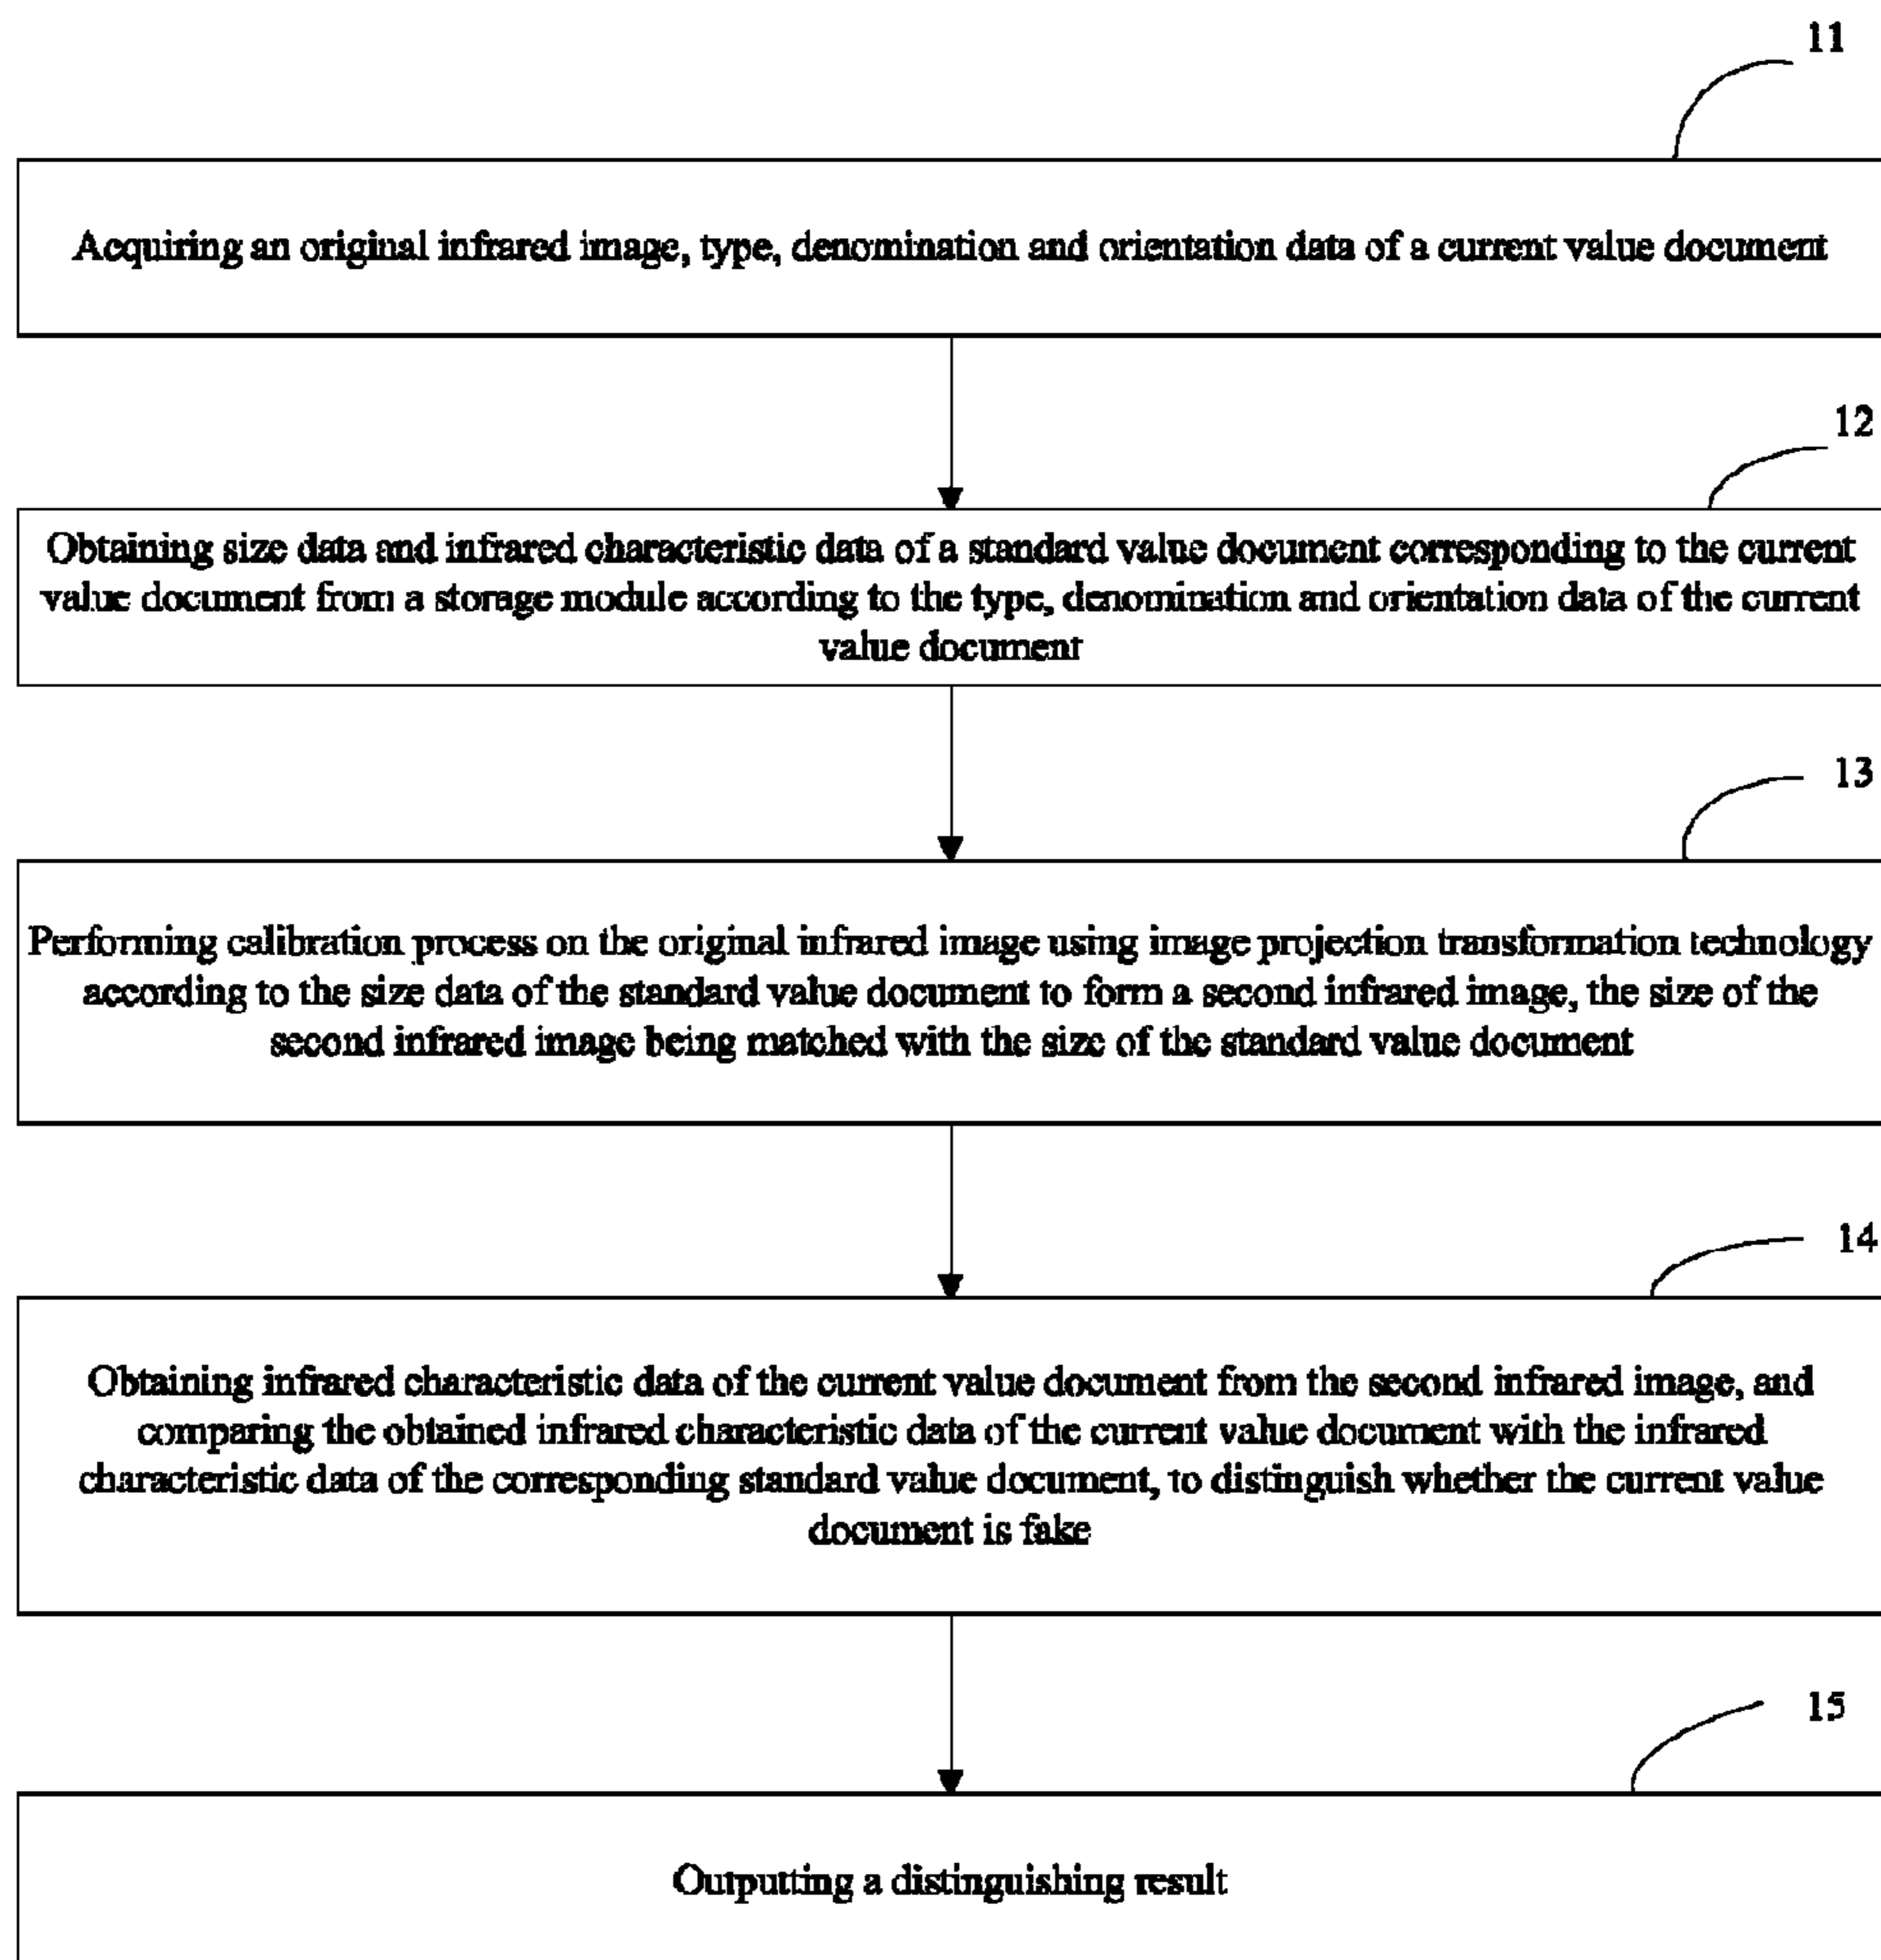 11
Acquiring an original infrared image, type, denomination and orientation data of a current value document
12
Obtaining size data and infrared characteristic data of a standard value document corresponding to the current
value document from a storage module according to the type, denomination and orientation data of the current
value document
13
Performing calibration process on the original infrared image using image projection transformation technology
according to the size data of the standard value document to form a second infrared image, the size of the
second infrared image being matched with the size of the standard value document
14
Obtaining infrared characteristic data of the current value document from the second infrared image, and
comparing the obtained infrared characteristic data of the current value document with the infrared
characteristic data of the corresponding standard value document, to distinguish whether the current value
document is fake
15
Outputting a distinguishing result